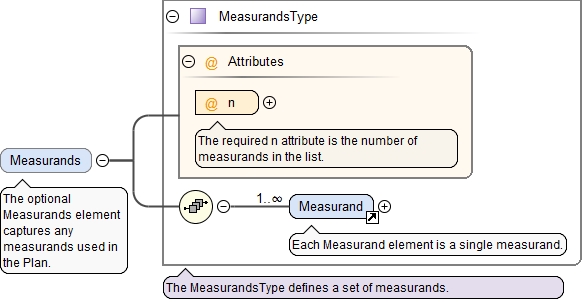 MeasurandsType
@ Attributes
@ n
The required n attribute is the number of
measurands in the list.
Measurands
The optional
Measurands element
captures any
measurands used in
the Plan.
1..∞
Measurand
Each Measurand element is a single measurand.
The MeasurandsType defines a set of measurands.